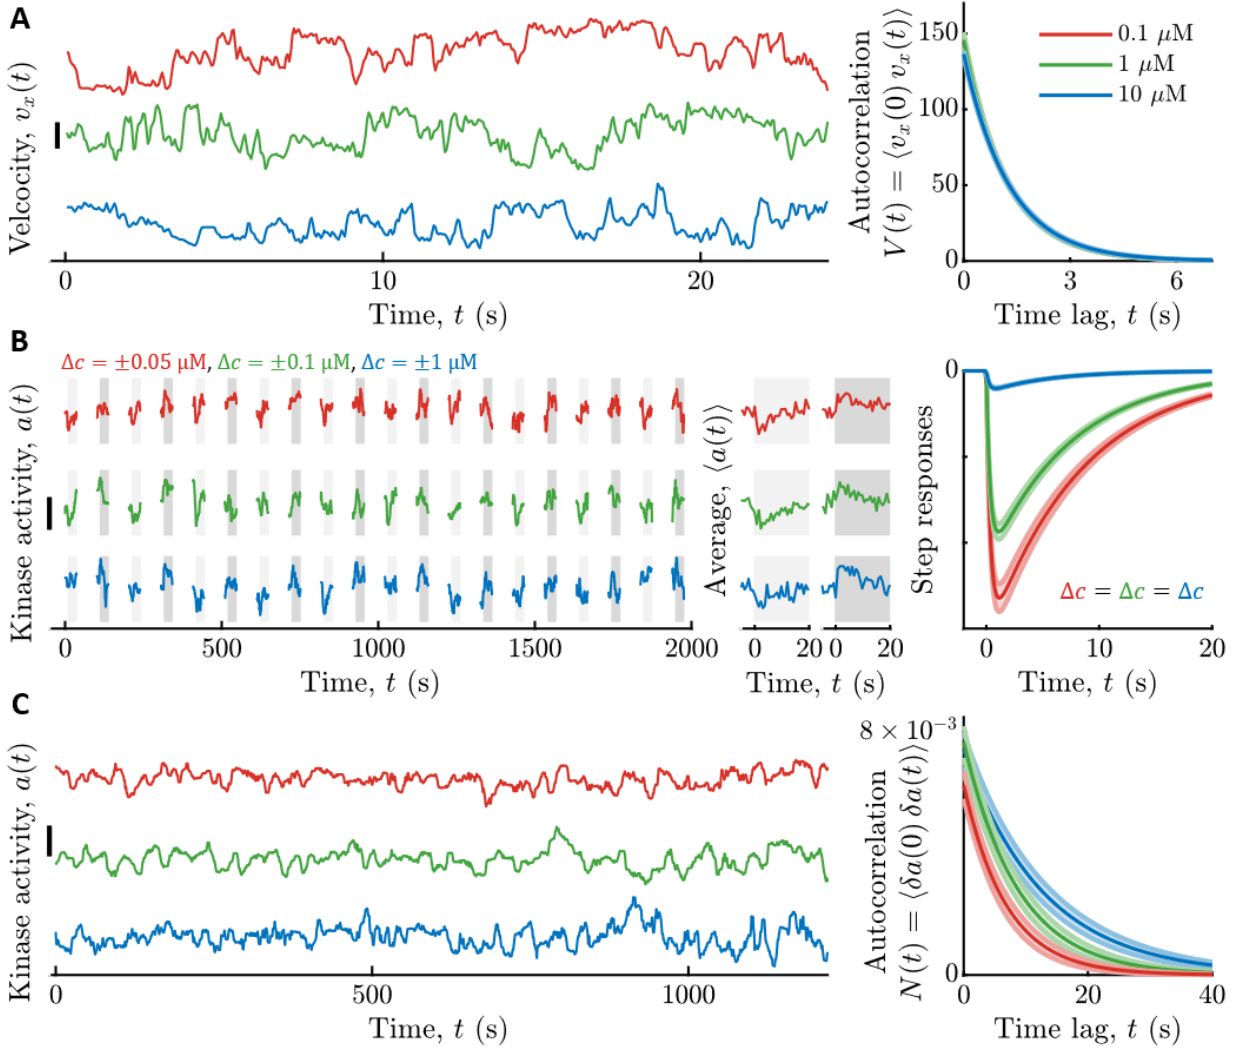 A
Velcocity, vₓ(t)
0 10 20
Time, t (s)
Autocorrelation
V(t) = ⟨vₓ(0) vₓ(t)⟩
150
100
50
0
0.1 μM
1 μM
10 μM
0 3 6
Time lag, t (s)
B
Δc = ±0.05 μM, Δc = ±0.1 μM, Δc = ±1 μM
Kinase activity, a(t)
0 500 1000 1500 2000
Time, t (s)
Average, ⟨a(t)⟩
0 20 0 20
Time, t (s)
Step responses
0
Δc = Δc = Δc
0 10 20
Time, t (s)
C
Kinase activity, a(t)
0 500 1000
Time, t (s)
Autocorrelation
N(t) = ⟨δa(0) δa(t)⟩
8 × 10⁻³
0
0 20 40
Time lag, t (s)